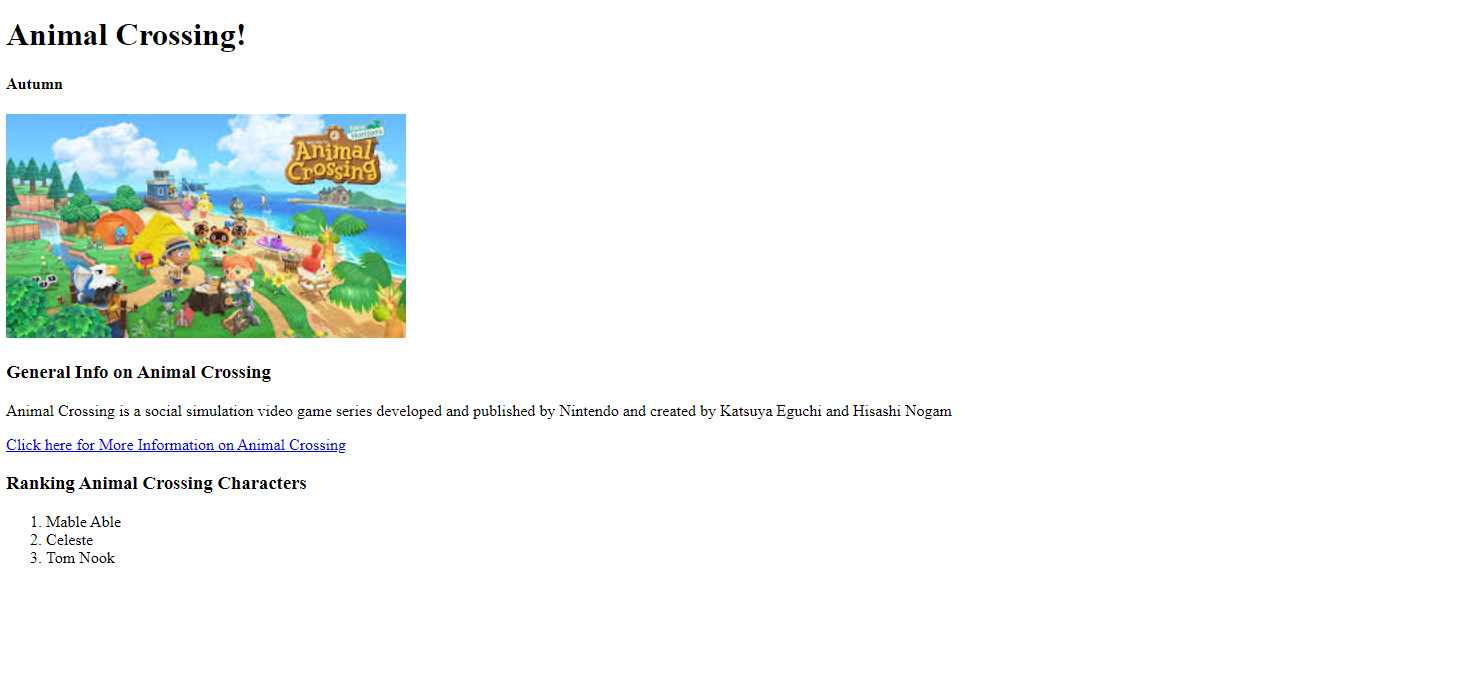 Animal Crossing!
Autumn
New Horizons
Animal
Crossing
General Info on Animal Crossing
Animal Crossing is a social simulation video game series developed and published by Nintendo and created by Katsuya Eguchi and Hisashi Nogam
Click here for More Information on Animal Crossing
Ranking Animal Crossing Characters
1. Mable Able
2. Celeste
3. Tom Nook